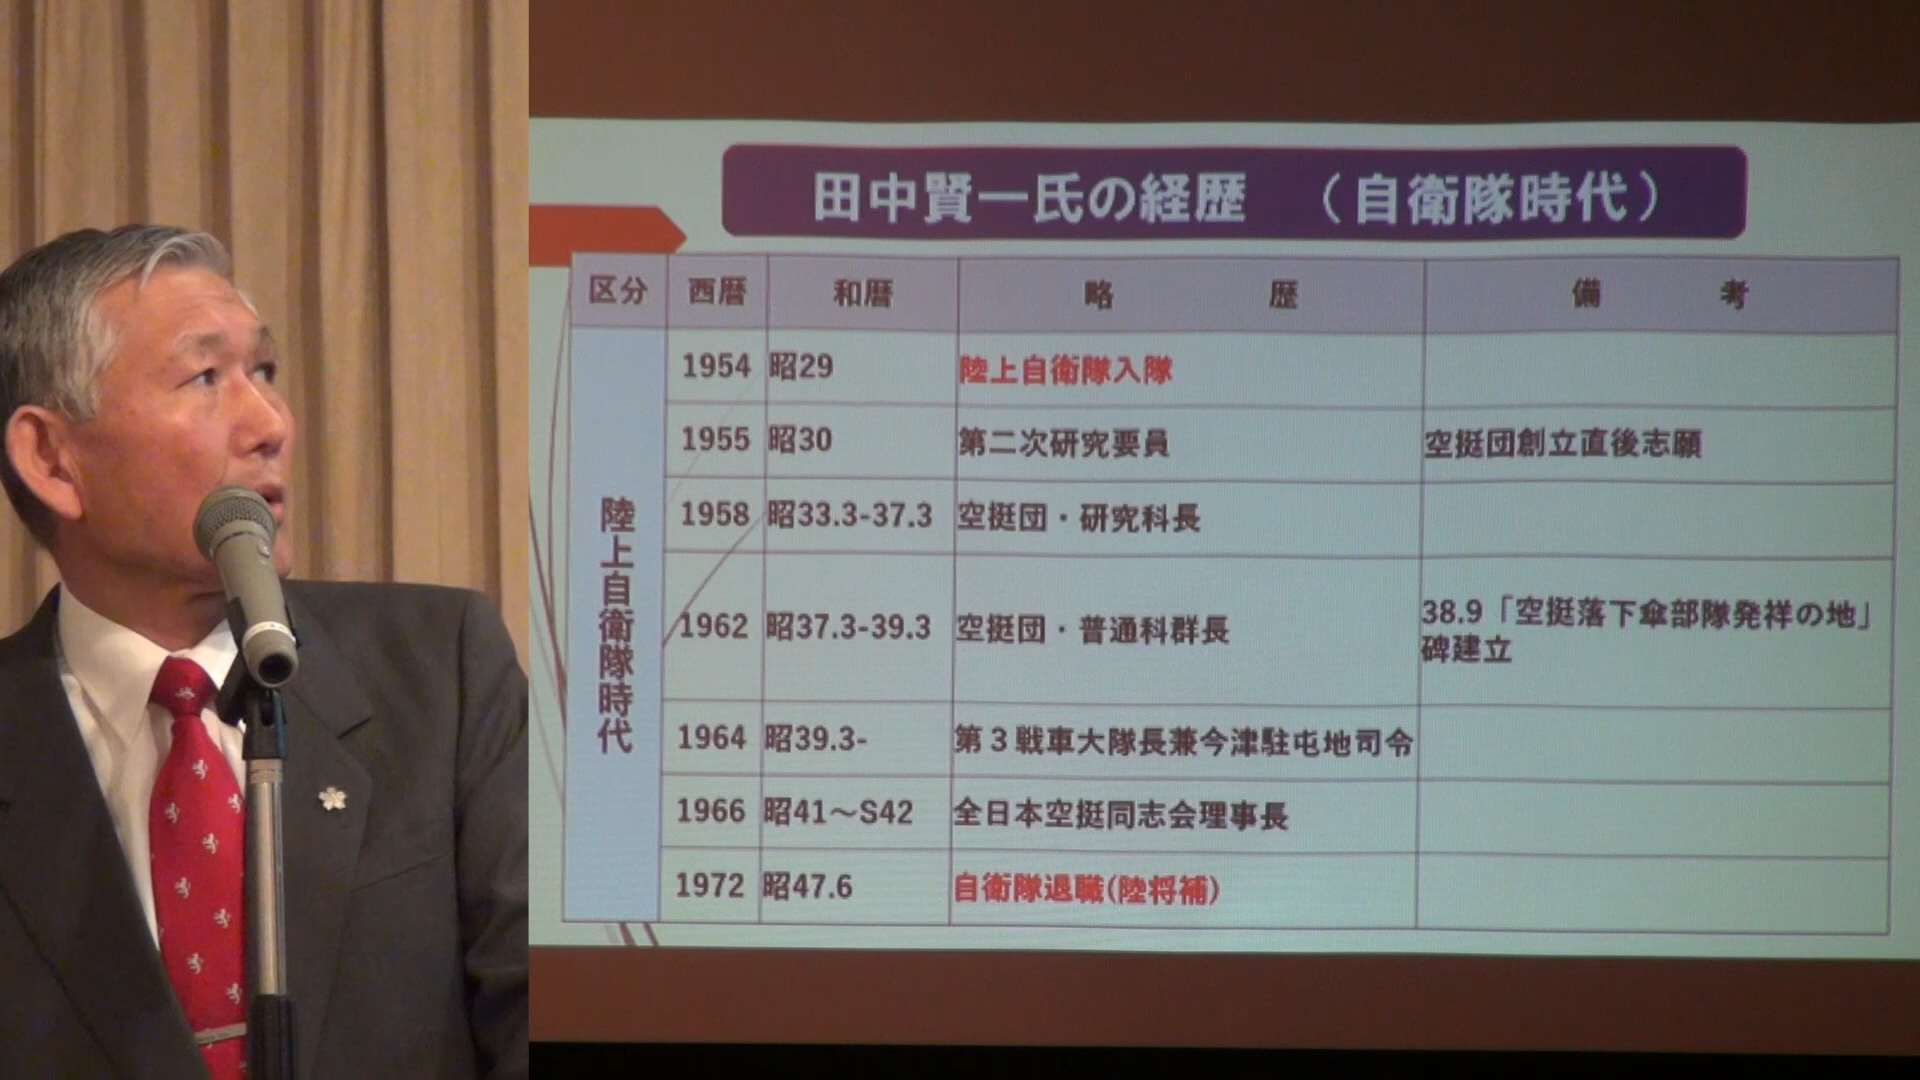 田中賢一氏の経歴　（自衛隊時代）
区分 西暦 和暦 略　歴 備　考
陸上自衛隊時代
1954 昭29 陸上自衛隊入隊
1955 昭30 第二次研究要員 空挺団創立直後志願
1958 昭33.3-37.3 空挺団・研究科長
1962 昭37.3-39.3 空挺団・普通科群長 38.9「空挺落下傘部隊発祥の地」
碑建立
1964 昭39.3- 第３戦車大隊長兼今津駐屯地司令
1966 昭41～S42 全日本空挺同志会理事長
1972 昭47.6 自衛隊退職(陸将補)